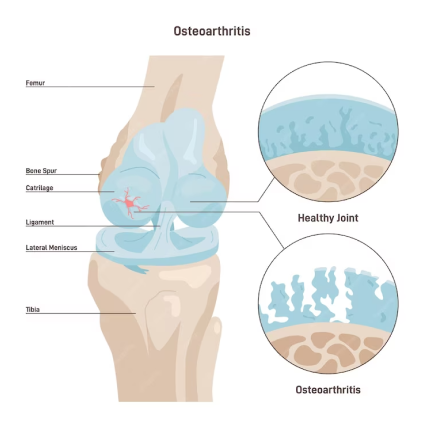 Osteoarthritis
Femur
Bone Spur
Catrilage
Ligament
Lateral Meniscus
Tibia
Healthy Joint
Osteoarthritis